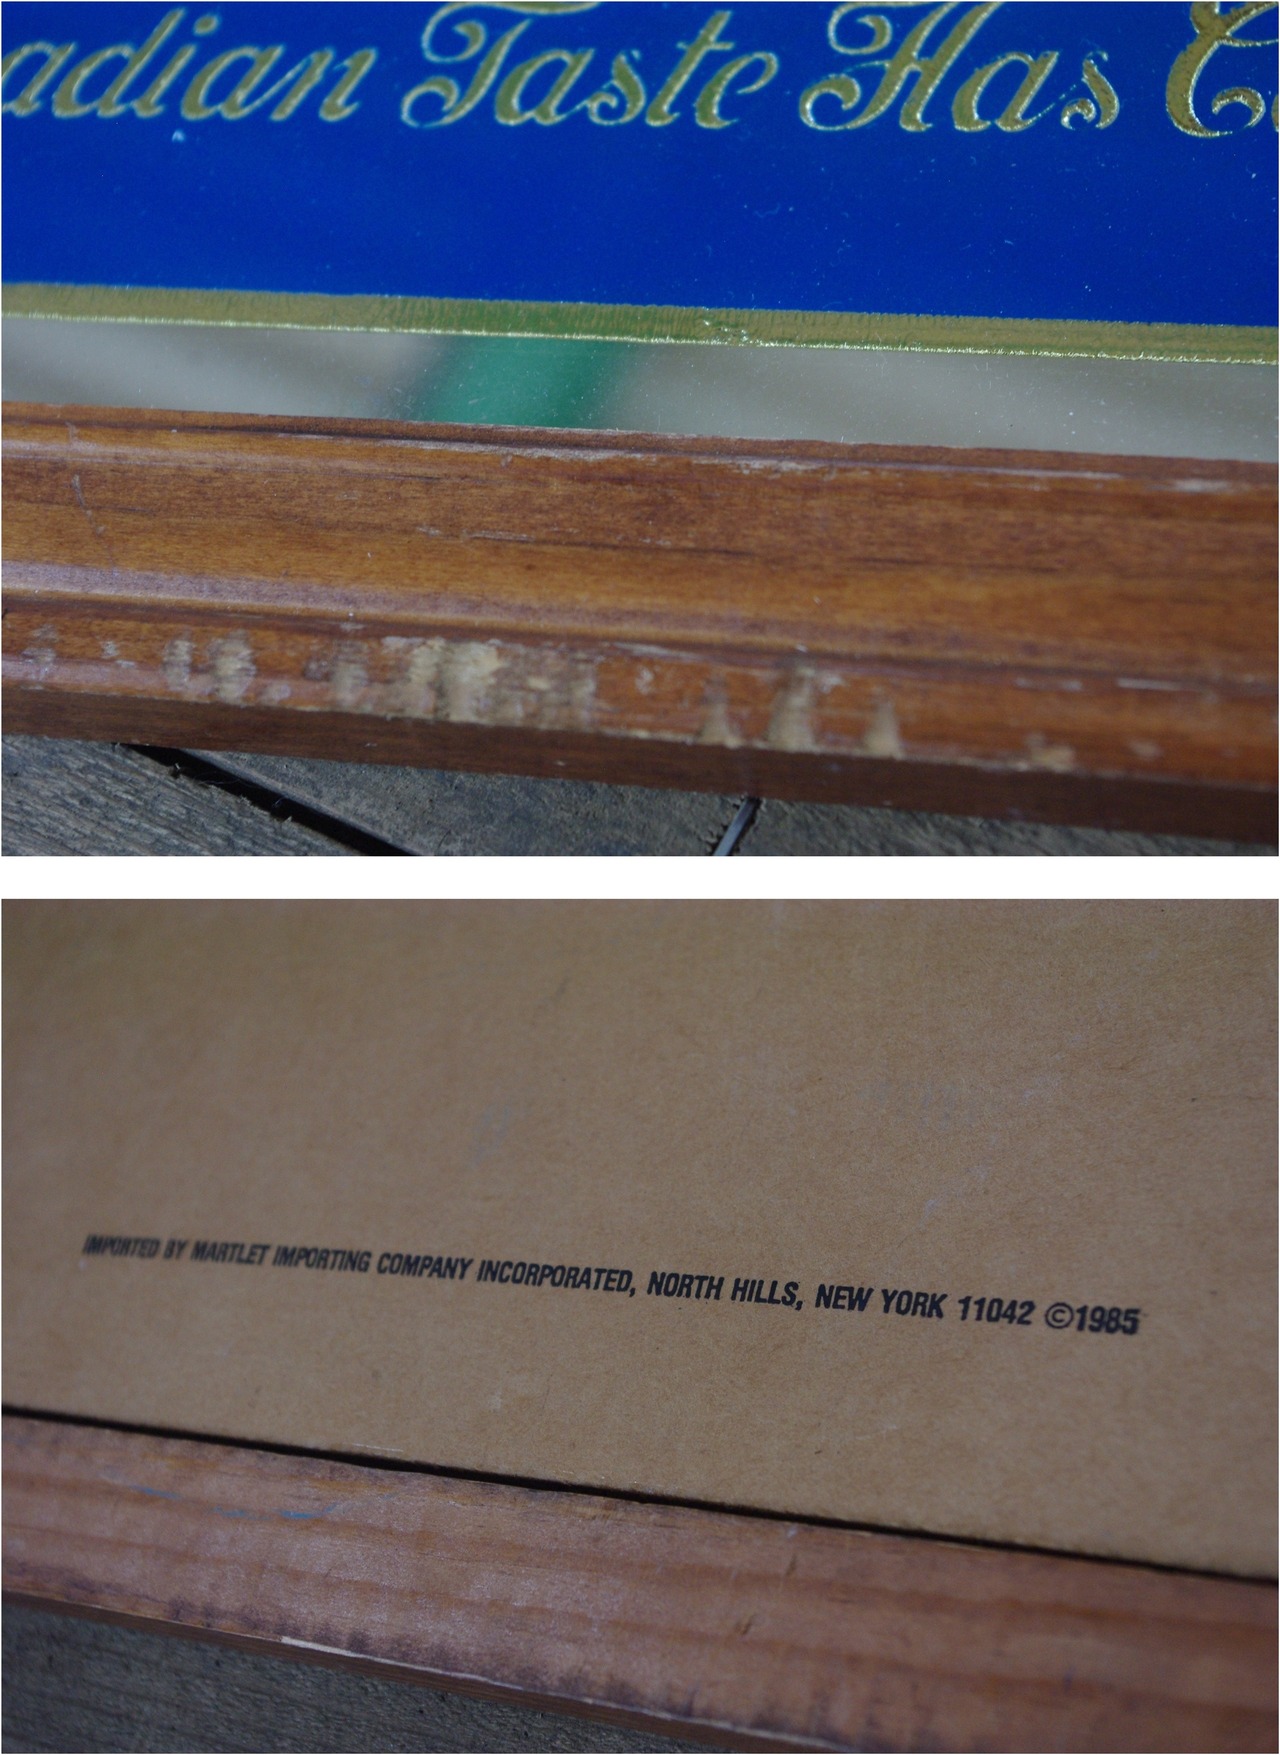 adian Taste Has C
IMPORTED BY MARTLET IMPORTING COMPANY INCORPORATED, NORTH HILLS, NEW YORK 11042 ©1985